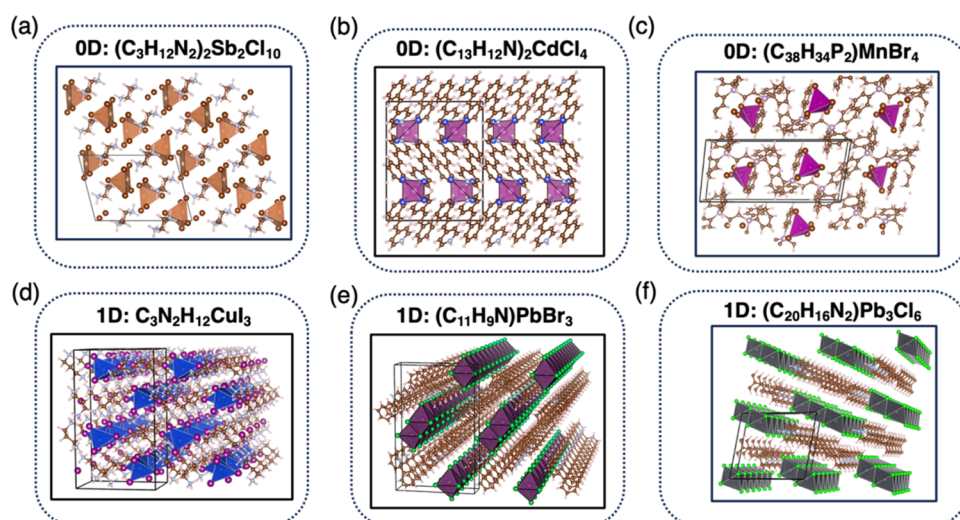 (a)
0D: (C₃H₁₂N₂)₂Sb₂Cl₁₀
(b)
0D: (C₁₃H₁₂N)₂CdCl₄
(c)
0D: (C₃₈H₃₄P₂)MnBr₄
(d)
1D: C₃N₂H₁₂CuI₃
(e)
1D: (C₁₁H₉N)PbBr₃
(f)
1D: (C₂₀H₁₆N₂)Pb₃Cl₆